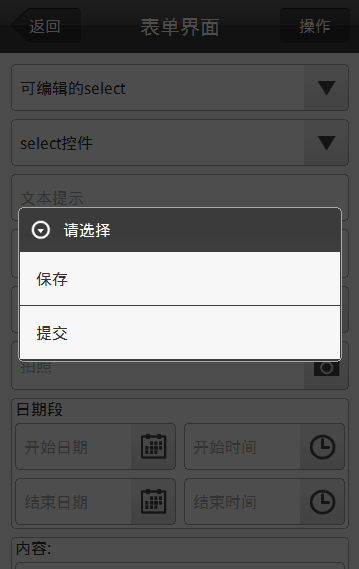 返回 表单界面 操作
可编辑的select
select控件
文本提示
请选择
保存
提交
拍照
日期段
开始日期 开始时间
结束日期 结束时间
内容: